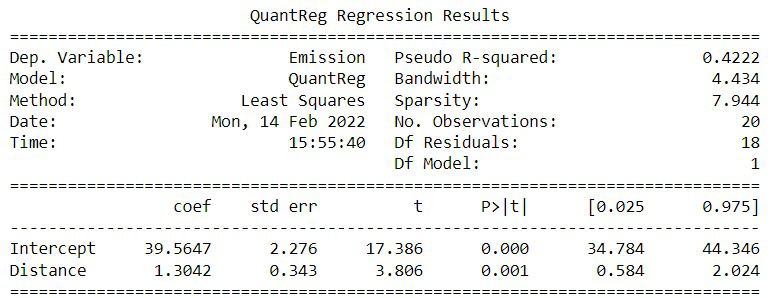 QuantReg Regression Results
==============================================================================
Dep. Variable: Emission Pseudo R-squared: 0.4222
Model: QuantReg Bandwidth: 4.434
Method: Least Squares Sparsity: 7.944
Date: Mon, 14 Feb 2022 No. Observations: 20
Time: 15:55:40 Df Residuals: 18
Df Model: 1
==============================================================================
coef std err t P>|t| [0.025 0.975]
------------------------------------------------------------------------------
Intercept 39.5647 2.276 17.386 0.000 34.784 44.346
Distance 1.3042 0.343 3.806 0.001 0.584 2.024
==============================================================================